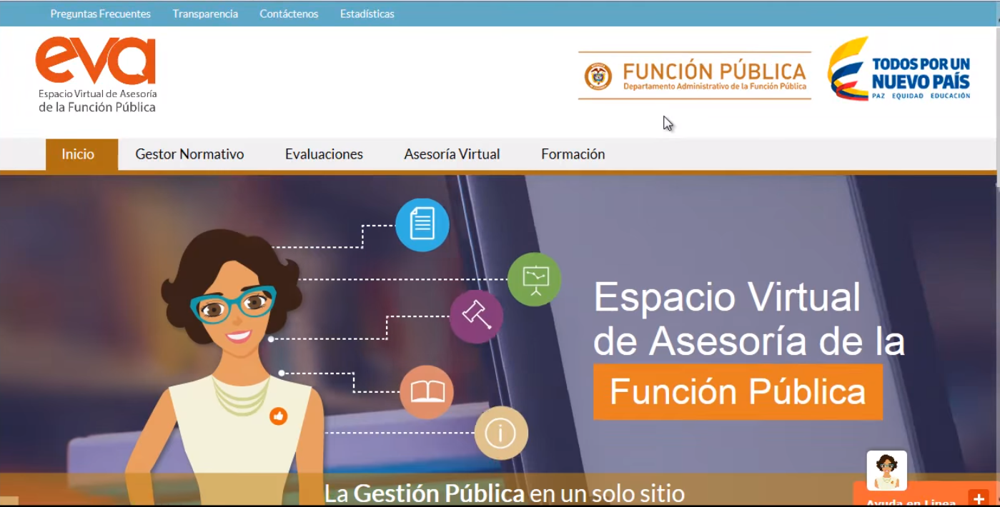 Preguntas Frecuentes Transparencia Contáctenos Estadísticas
eva
Espacio Virtual de Asesoría
de la Función Pública
FUNCIÓN PÚBLICA
Departamento Administrativo de la Función Pública
TODOS POR UN
NUEVO PAÍS
PAZ EQUIDAD EDUCACIÓN
Inicio Gestor Normativo Evaluaciones Asesoría Virtual Formación
Espacio Virtual
de Asesoría de la
Función Pública
La Gestión Pública en un solo sitio
Ayuda en Linea